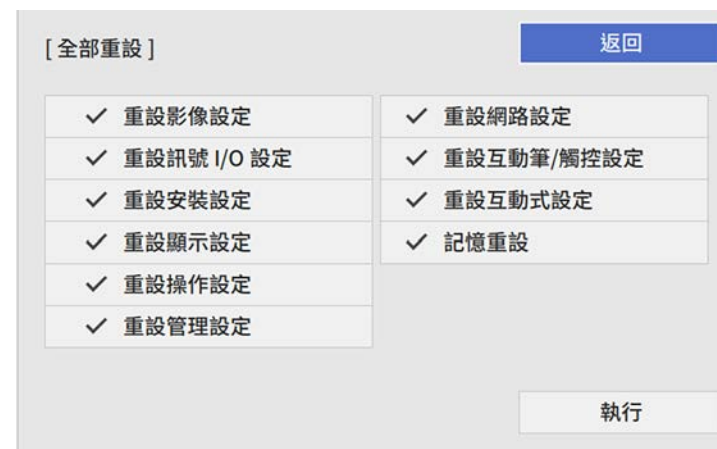 [ 全部重設 ]
返回
重設影像設定
重設訊號 I/O 設定
重設安裝設定
重設顯示設定
重設操作設定
重設管理設定
重設網路設定
重設互動筆/觸控設定
重設互動式設定
記憶重設
執行